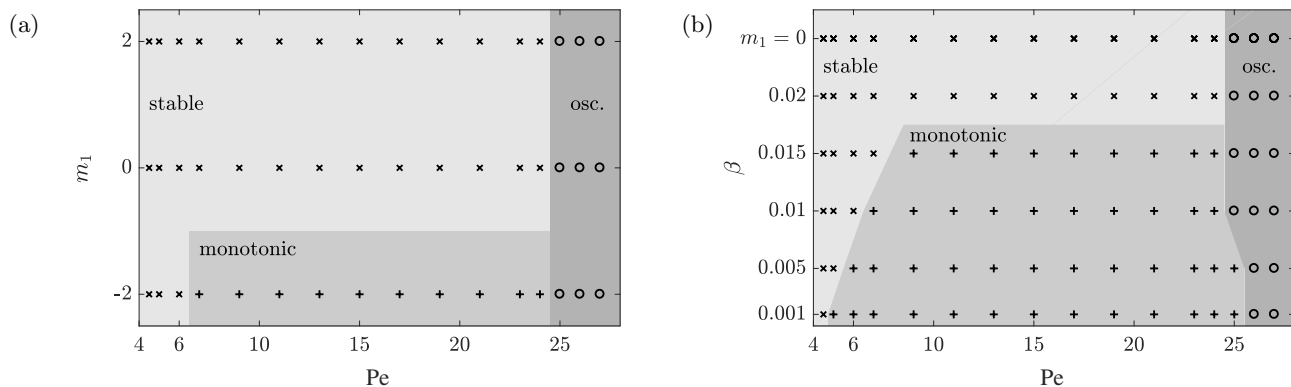 (a)
2
stable
osc.
m₁
0
monotonic
-2
4 6 10 15 20 25
Pe
(b)
m₁ = 0
stable
osc.
0.02
monotonic
0.015
β
0.01
0.005
0.001
4 6 10 15 20 25
Pe